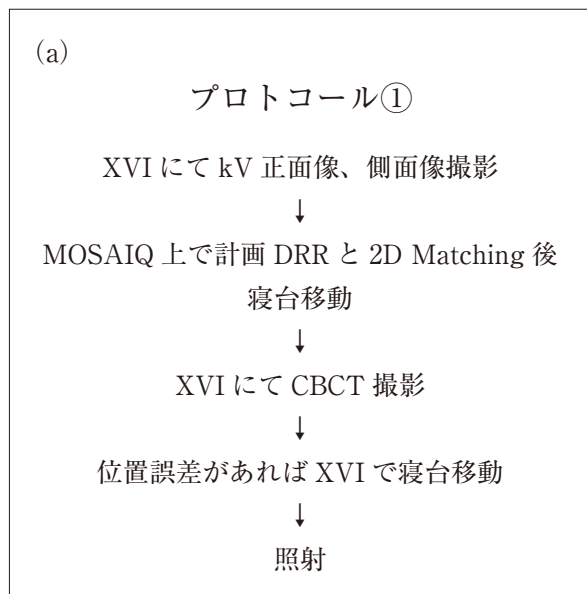 (a)
プロトコール①
XVI にて kV 正面像、側面像撮影
↓
MOSAIQ 上で計画 DRR と 2D Matching 後
寝台移動
↓
XVI にて CBCT 撮影
↓
位置誤差があれば XVI で寝台移動
↓
照射